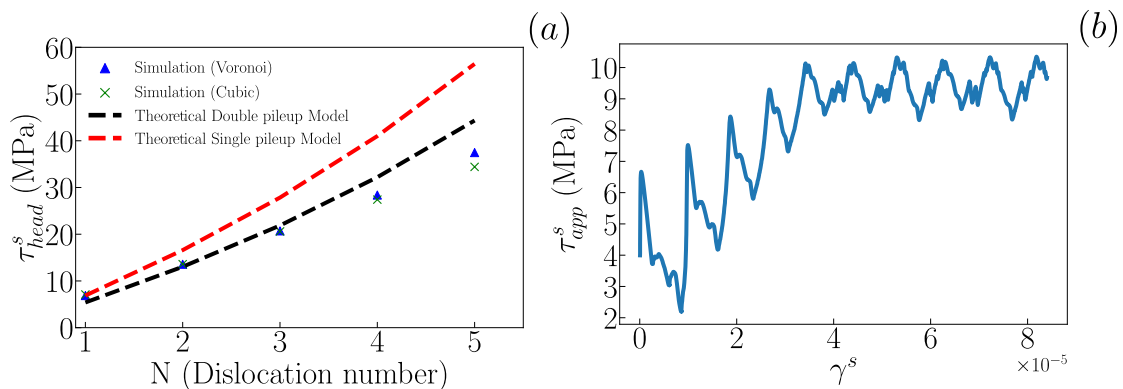 (a)
60
50
40
30
20
10
0
τ^s_head (MPa)
Simulation (Voronoi)
Simulation (Cubic)
Theoretical Double pileup Model
Theoretical Single pileup Model
1 2 3 4 5
N (Dislocation number)
(b)
10
9
8
7
6
5
4
3
2
τ^s_app (MPa)
0 2 4 6 8
×10⁻⁵
γ^s